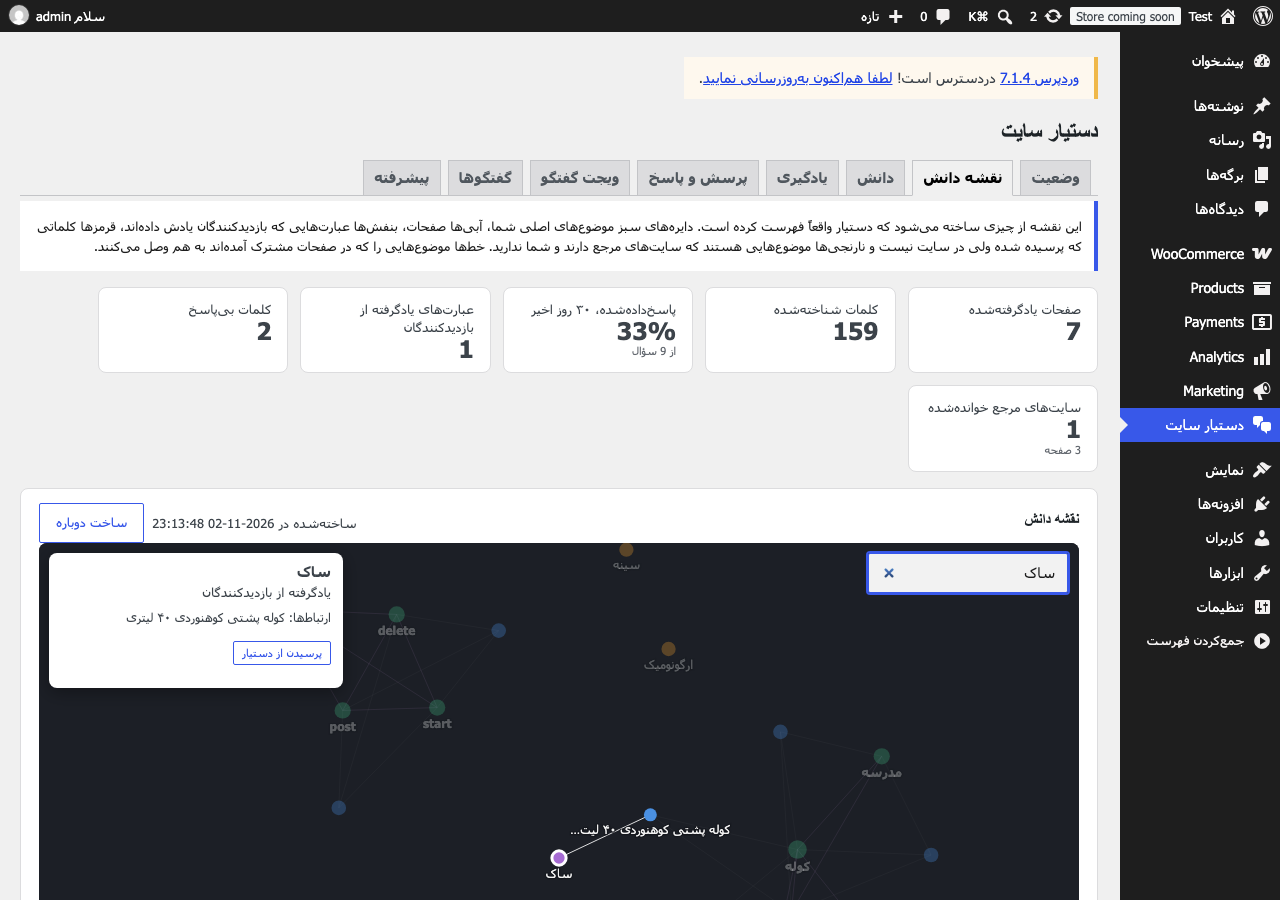 Test
Store coming soon
2
⌘K
0
تازه
سلام admin
پیشخوان
نوشته‌ها
رسانه
برگه‌ها
دیدگاه‌ها
WooCommerce
Products
Payments
Analytics
Marketing
دستیار سایت
نمایش
افزونه‌ها
کاربران
ابزارها
تنظیمات
جمع‌کردن فهرست
وردپرس 7.1.4 دردسترس است! لطفا هم‌اکنون به‌روزرسانی نمایید.
دستیار سایت
وضعیت
نقشه دانش
دانش
یادگیری
پرسش و پاسخ
ویجت گفتگو
گفتگوها
پیشرفته
این نقشه از چیزی ساخته می‌شود که دستیار واقعاً فهرست کرده است. دایره‌های سبز موضوع‌های اصلی شما، آبی‌ها صفحات، بنفش‌ها عبارت‌هایی که بازدیدکنندگان یادش داده‌اند، قرمزها کلماتی
که پرسیده شده ولی در سایت نیست و نارنجی‌ها موضوع‌هایی هستند که سایت‌های مرجع دارند و شما ندارید. خط‌ها موضوع‌هایی را که در صفحات مشترک آمده‌اند به هم وصل می‌کنند.
صفحات یادگرفته‌شده
7
کلمات شناخته‌شده
159
پاسخ‌داده‌شده، ۳۰ روز اخیر
33%
از 9 سؤال
عبارت‌های یادگرفته از
بازدیدکنندگان
1
کلمات بی‌پاسخ
2
سایت‌های مرجع خوانده‌شده
1
3 صفحه
نقشه دانش
ساخته‌شده در 2026-11-02 23:13:48
ساخت دوباره
ساک
ساک
یادگرفته از بازدیدکنندگان
ارتباط‌ها: کوله پشتی کوهنوردی ۴۰ لیتری
پرسیدن از دستیار
سینه
delete
ارگونومیک
post
start
مدرسه
کوله پشتی کوهنوردی ۴۰ لیت...
کوله
ساک